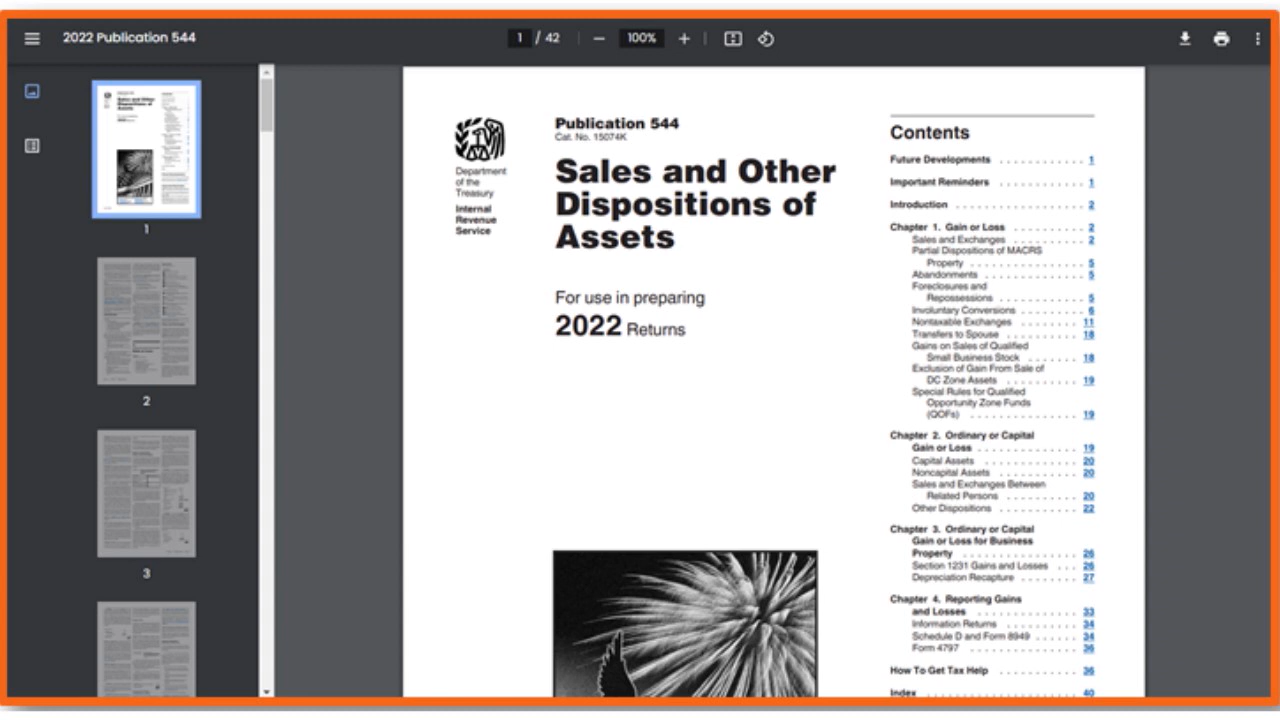 2022 Publication 544
1 / 42
100%
1
2
3
Department
of the
Treasury
Internal
Revenue
Service
Publication 544
Cat. No. 15074K
Sales and Other
Dispositions of
Assets
For use in preparing
2022 Returns
Contents
Future Developments . . . . . . . . . . . 1
Important Reminders . . . . . . . . . . . 1
Introduction . . . . . . . . . . . . . . . . . 2
Chapter 1. Gain or Loss . . . . . . . . . . 2
Sales and Exchanges . . . . . . . . . 2
Partial Dispositions of MACRS
Property . . . . . . . . . . . . . . . 5
Abandonments . . . . . . . . . . . . . 5
Foreclosures and
Repossessions . . . . . . . . . . . 5
Involuntary Conversions . . . . . . . . 6
Nontaxable Exchanges . . . . . . . . 11
Transfers to Spouse . . . . . . . . . . 18
Gains on Sales of Qualified
Small Business Stock . . . . . . . 18
Exclusion of Gain From Sale of
DC Zone Assets . . . . . . . . . . 19
Special Rules for Qualified
Opportunity Zone Funds
(QOFs) . . . . . . . . . . . . . . . . 19
Chapter 2. Ordinary or Capital
Gain or Loss . . . . . . . . . . . . . . 19
Capital Assets . . . . . . . . . . . . . 20
Noncapital Assets . . . . . . . . . . . 20
Sales and Exchanges Between
Related Persons . . . . . . . . . . 20
Other Dispositions . . . . . . . . . . . 22
Chapter 3. Ordinary or Capital
Gain or Loss for Business
Property . . . . . . . . . . . . . . . . 26
Section 1231 Gains and Losses . . . 26
Depreciation Recapture . . . . . . . . 27
Chapter 4. Reporting Gains
and Losses . . . . . . . . . . . . . . . 33
Information Returns . . . . . . . . . . 34
Schedule D and Form 8949 . . . . . . 34
Form 4797 . . . . . . . . . . . . . . . 36
How To Get Tax Help . . . . . . . . . . . 36
Index . . . . . . . . . . . . . . . . . . . . 40